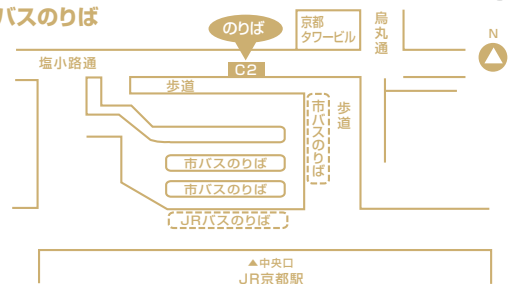 バスのりば
のりば
京都
タワービル
烏丸通
N
塩小路通
C2
歩道
市バスのりば
歩道
市バスのりば
市バスのりば
JRバスのりば
▲中央口
JR京都駅